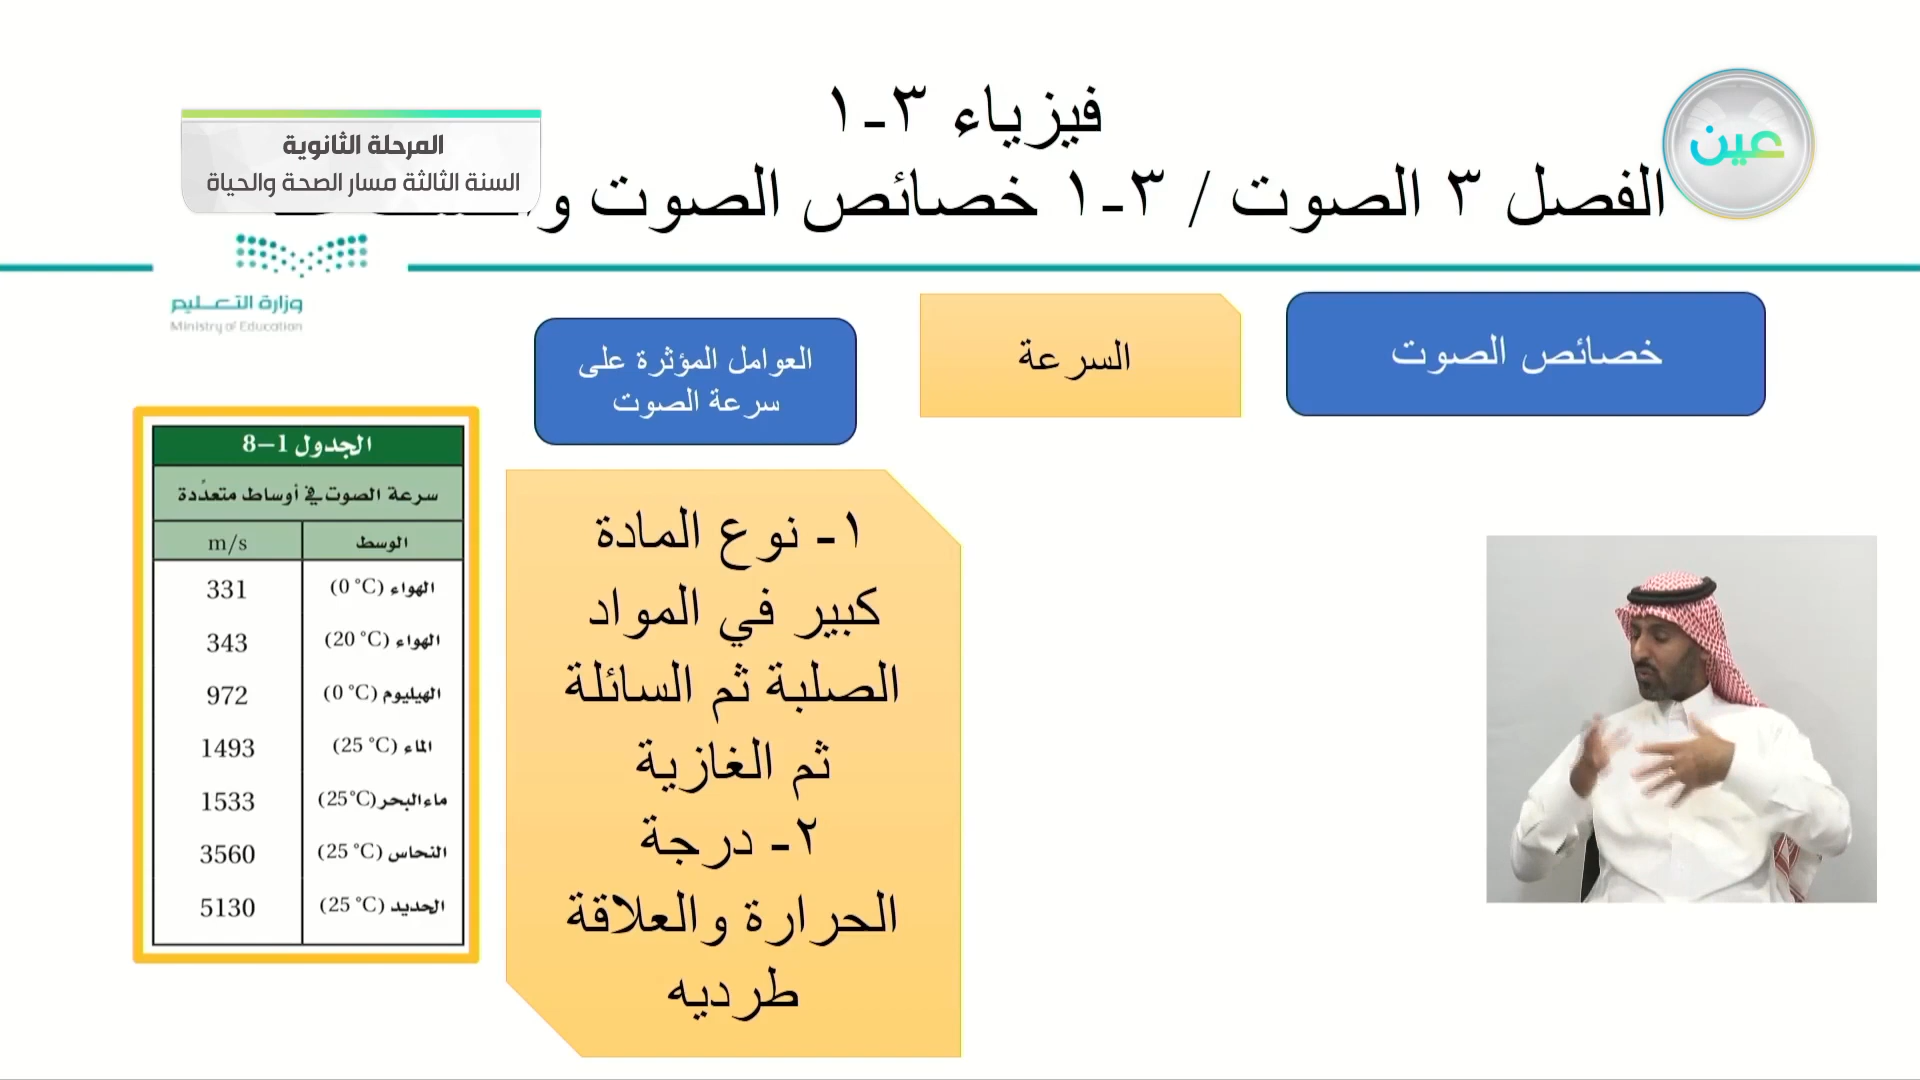 فيزياء ٣-١
الفصل ٣ الصوت / ٣-١ خصائص الصوت
عين
المرحلة الثانوية
السنة الثالثة مسار الصحة والحياة
وزارة التعليم
Ministry of Education
خصائص الصوت
السرعة
العوامل المؤثرة على
سرعة الصوت
١- نوع المادة
كبير في المواد
الصلبة ثم السائلة
ثم الغازية
٢- درجة
الحرارة والعلاقة
طرديه
الجدول 1-8
سرعة الصوت في أوساط متعدّدة
الوسط m/s
الهواء (0 °C) 331
الهواء (20 °C) 343
الهيليوم (0 °C) 972
الماء (25 °C) 1493
ماء البحر (25°C) 1533
النحاس (25 °C) 3560
الحديد (25 °C) 5130